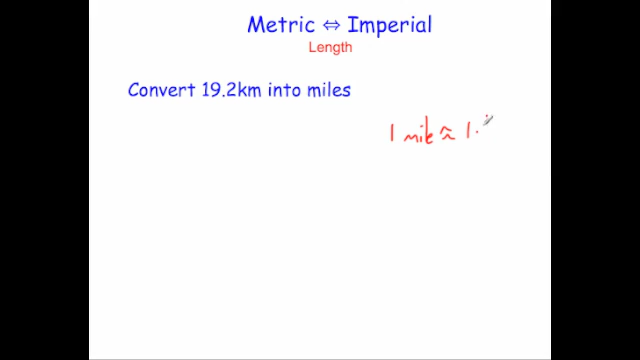 Metric ⇔ Imperial
Length
Convert 19.2km into miles
1 mile ≈ 1.